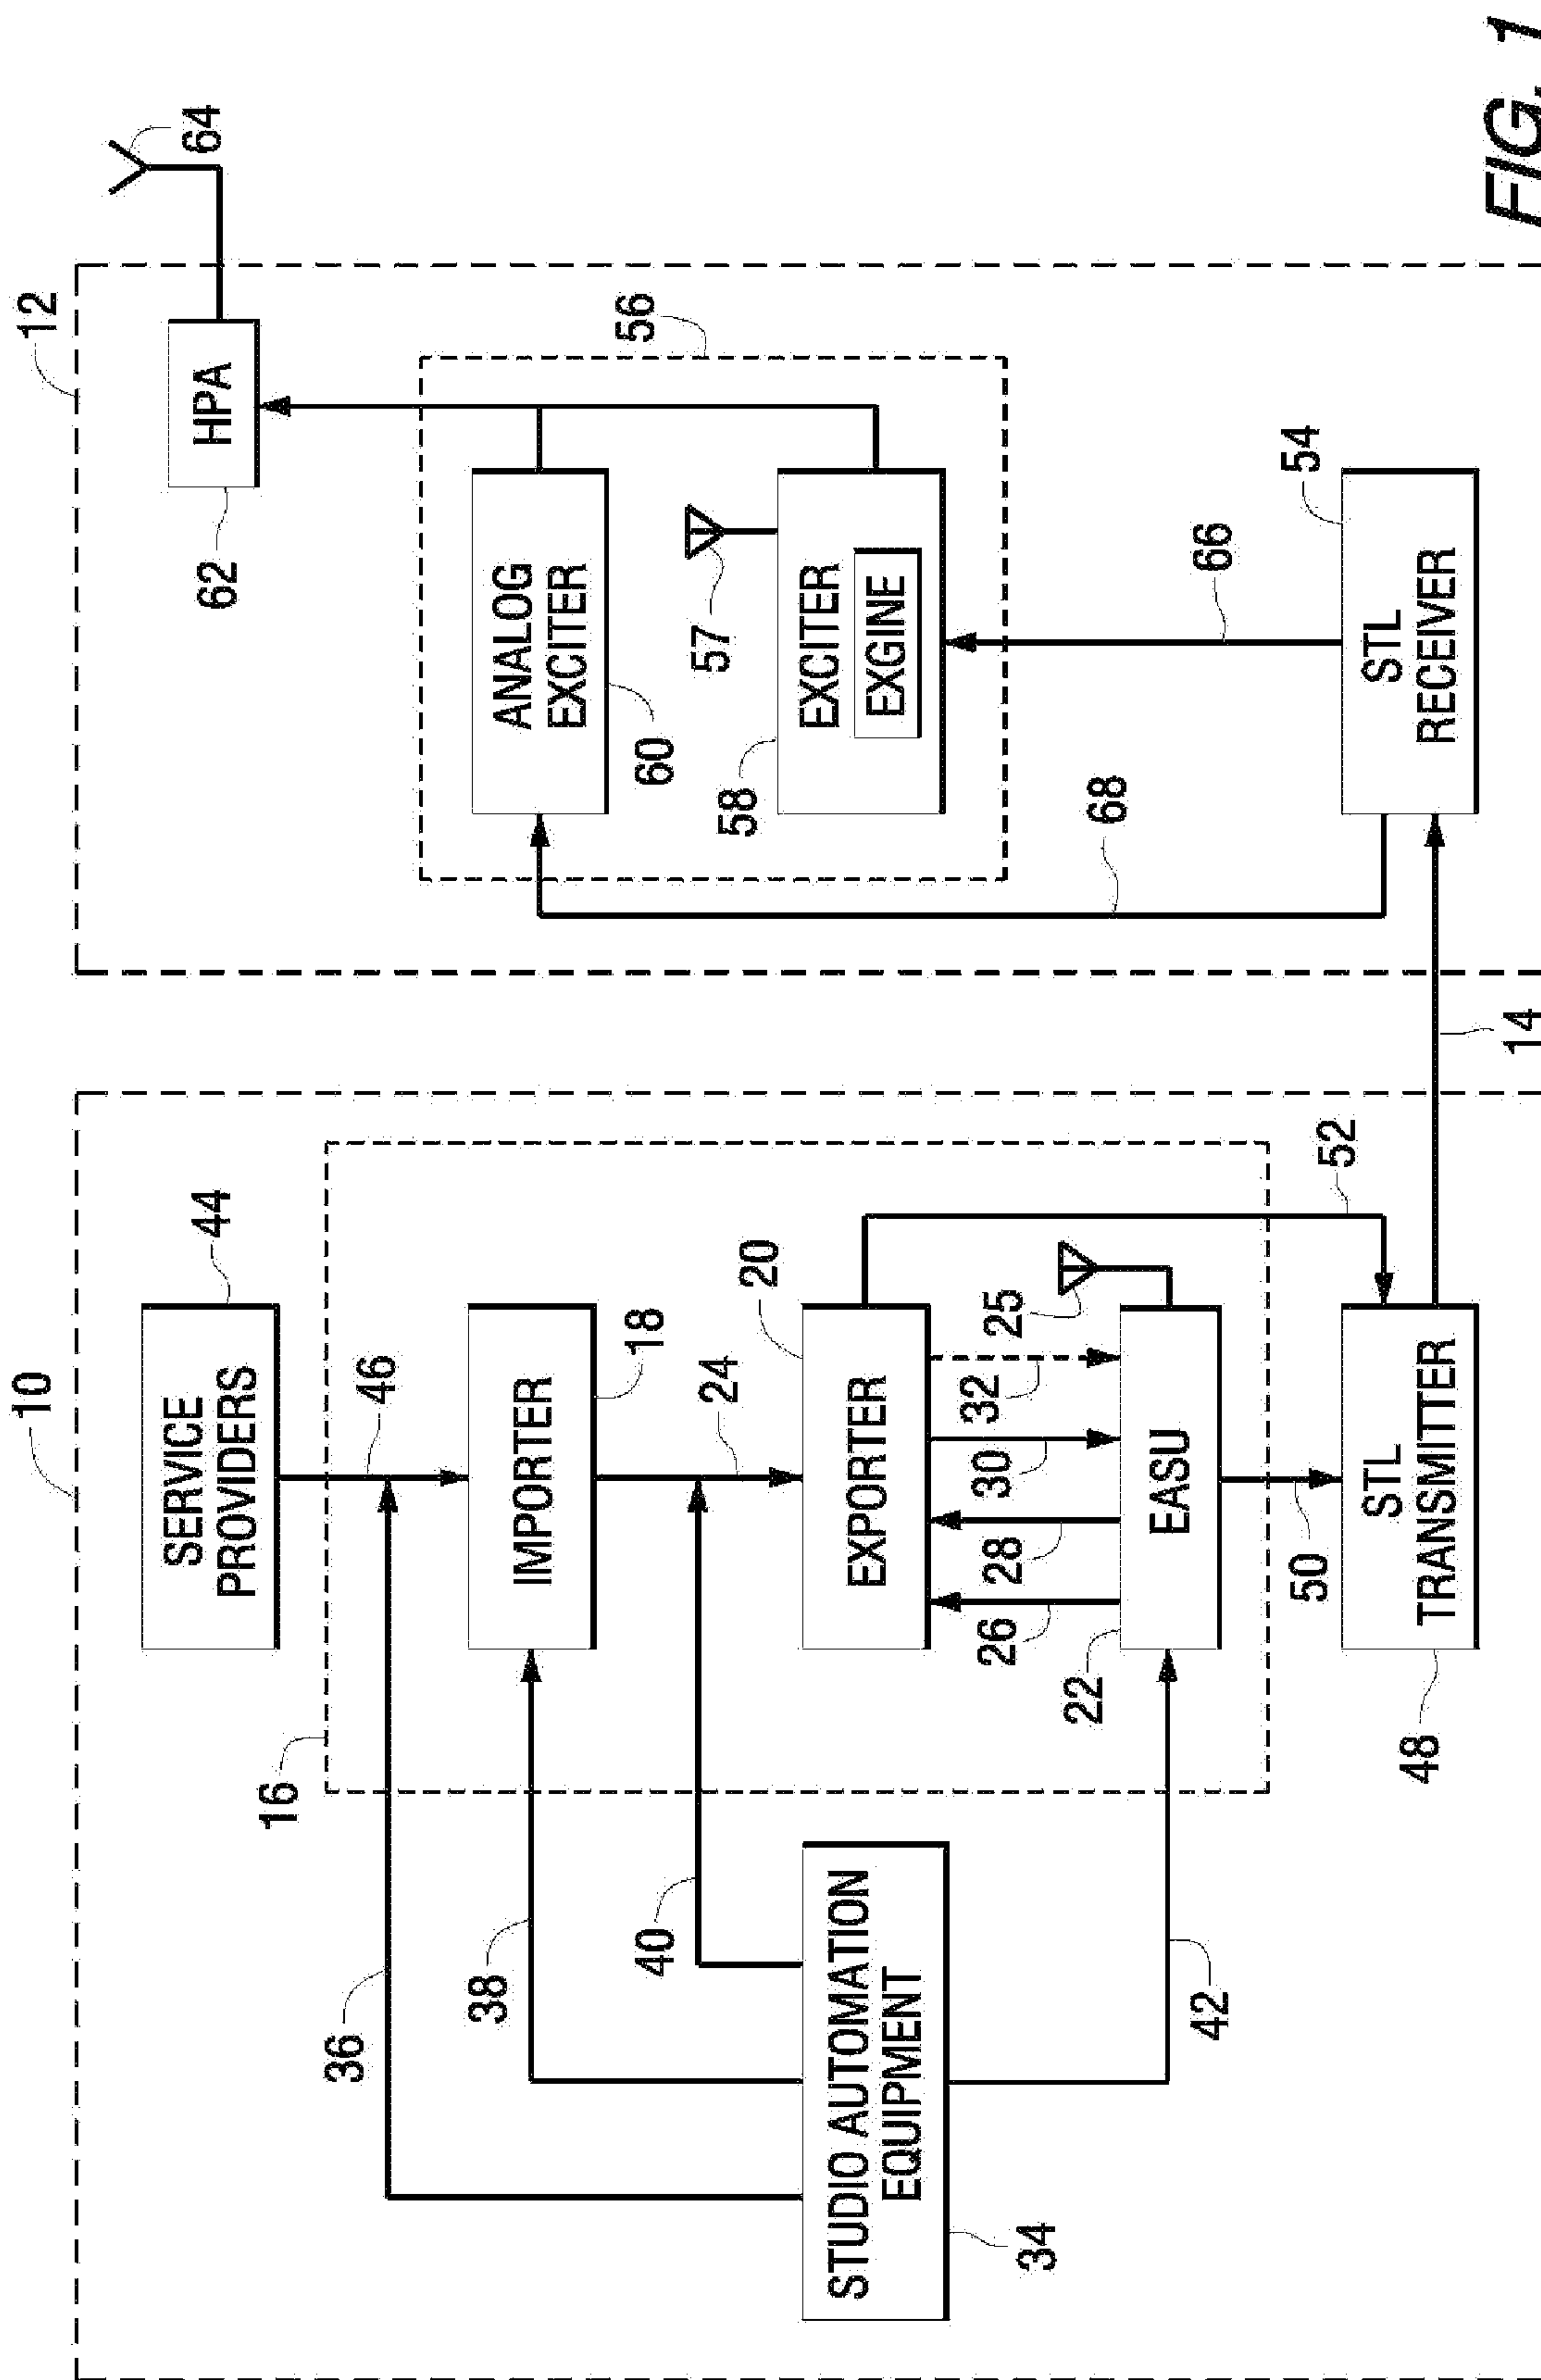 10
12
SERVICE
PROVIDERS
44
HPA
62
64
36
46
16
38
IMPORTER
18
ANALOG
EXCITER
60
56
40
24
57
STUDIO AUTOMATION
EQUIPMENT
34
EXPORTER
20
EXCITER
EXGINE
58
26
28
30
32
25
22
EASU
42
52
68
66
50
48
STL
TRANSMITTER
STL
RECEIVER
54
14
FIG. 1